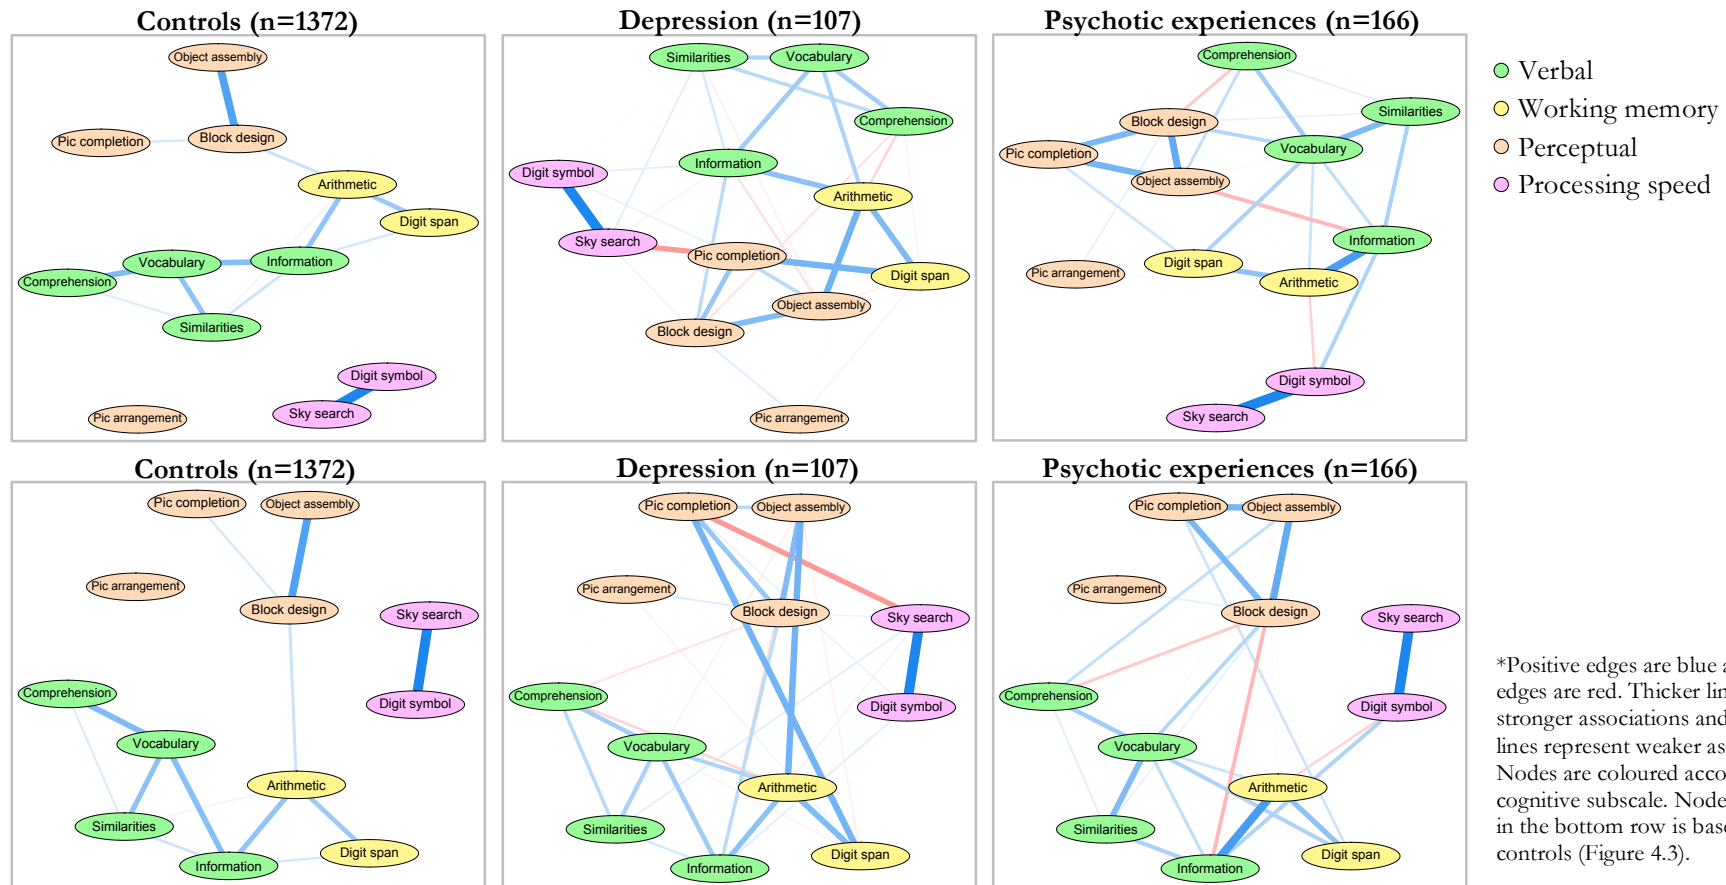 Controls (n=1372)
Object assembly
Pic completion
Block design
Arithmetic
Digit span
Vocabulary
Information
Comprehension
Similarities
Digit symbol
Sky search
Pic arrangement
Depression (n=107)
Similarities
Vocabulary
Comprehension
Information
Digit symbol
Arithmetic
Sky search
Pic completion
Digit span
Object assembly
Block design
Pic arrangement
Psychotic experiences (n=166)
Comprehension
Similarities
Block design
Vocabulary
Pic completion
Object assembly
Information
Digit span
Pic arrangement
Arithmetic
Digit symbol
Sky search
Verbal
Working memory
Perceptual
Processing speed
Controls (n=1372)
Pic completion
Object assembly
Pic arrangement
Block design
Sky search
Comprehension
Digit symbol
Vocabulary
Arithmetic
Similarities
Digit span
Information
Depression (n=107)
Pic completion
Object assembly
Pic arrangement
Block design
Sky search
Comprehension
Digit symbol
Vocabulary
Arithmetic
Similarities
Digit span
Information
Psychotic experiences (n=166)
Pic completion
Object assembly
Pic arrangement
Block design
Sky search
Comprehension
Digit symbol
Vocabulary
Arithmetic
Similarities
Digit span
Information
*Positive edges are blue
edges are red. Thicker
stronger associations and
lines represent weaker
Nodes are coloured
cognitive subscale.
in the bottom row is
controls (Figure 4.3).